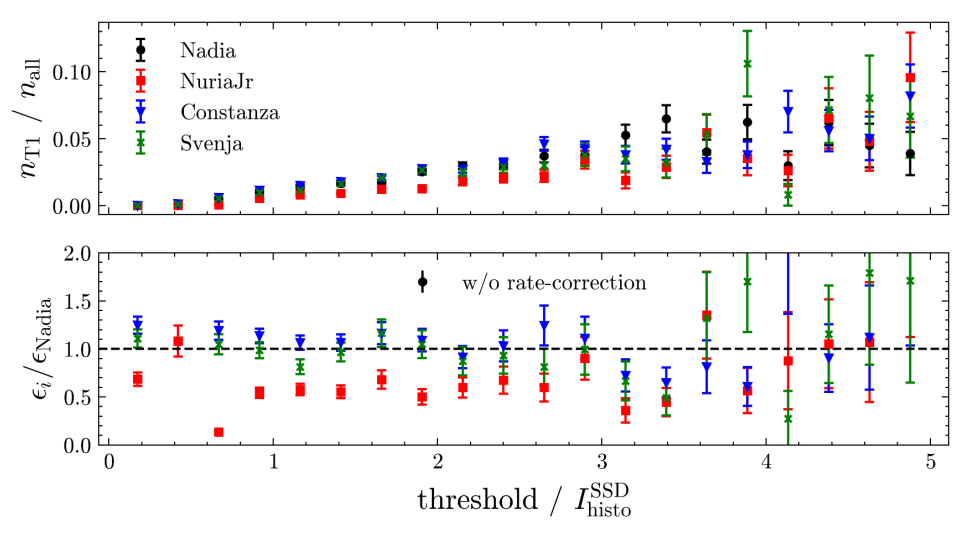 n_T1 / n_all
0.10
0.05
0.00
Nadia
NuriaJr
Constanza
Svenja
ϵ_i/ϵ_Nadia
2.0
1.5
1.0
0.5
0.0
w/o rate-correction
0 1 2 3 4 5
threshold / I_histo^SSD